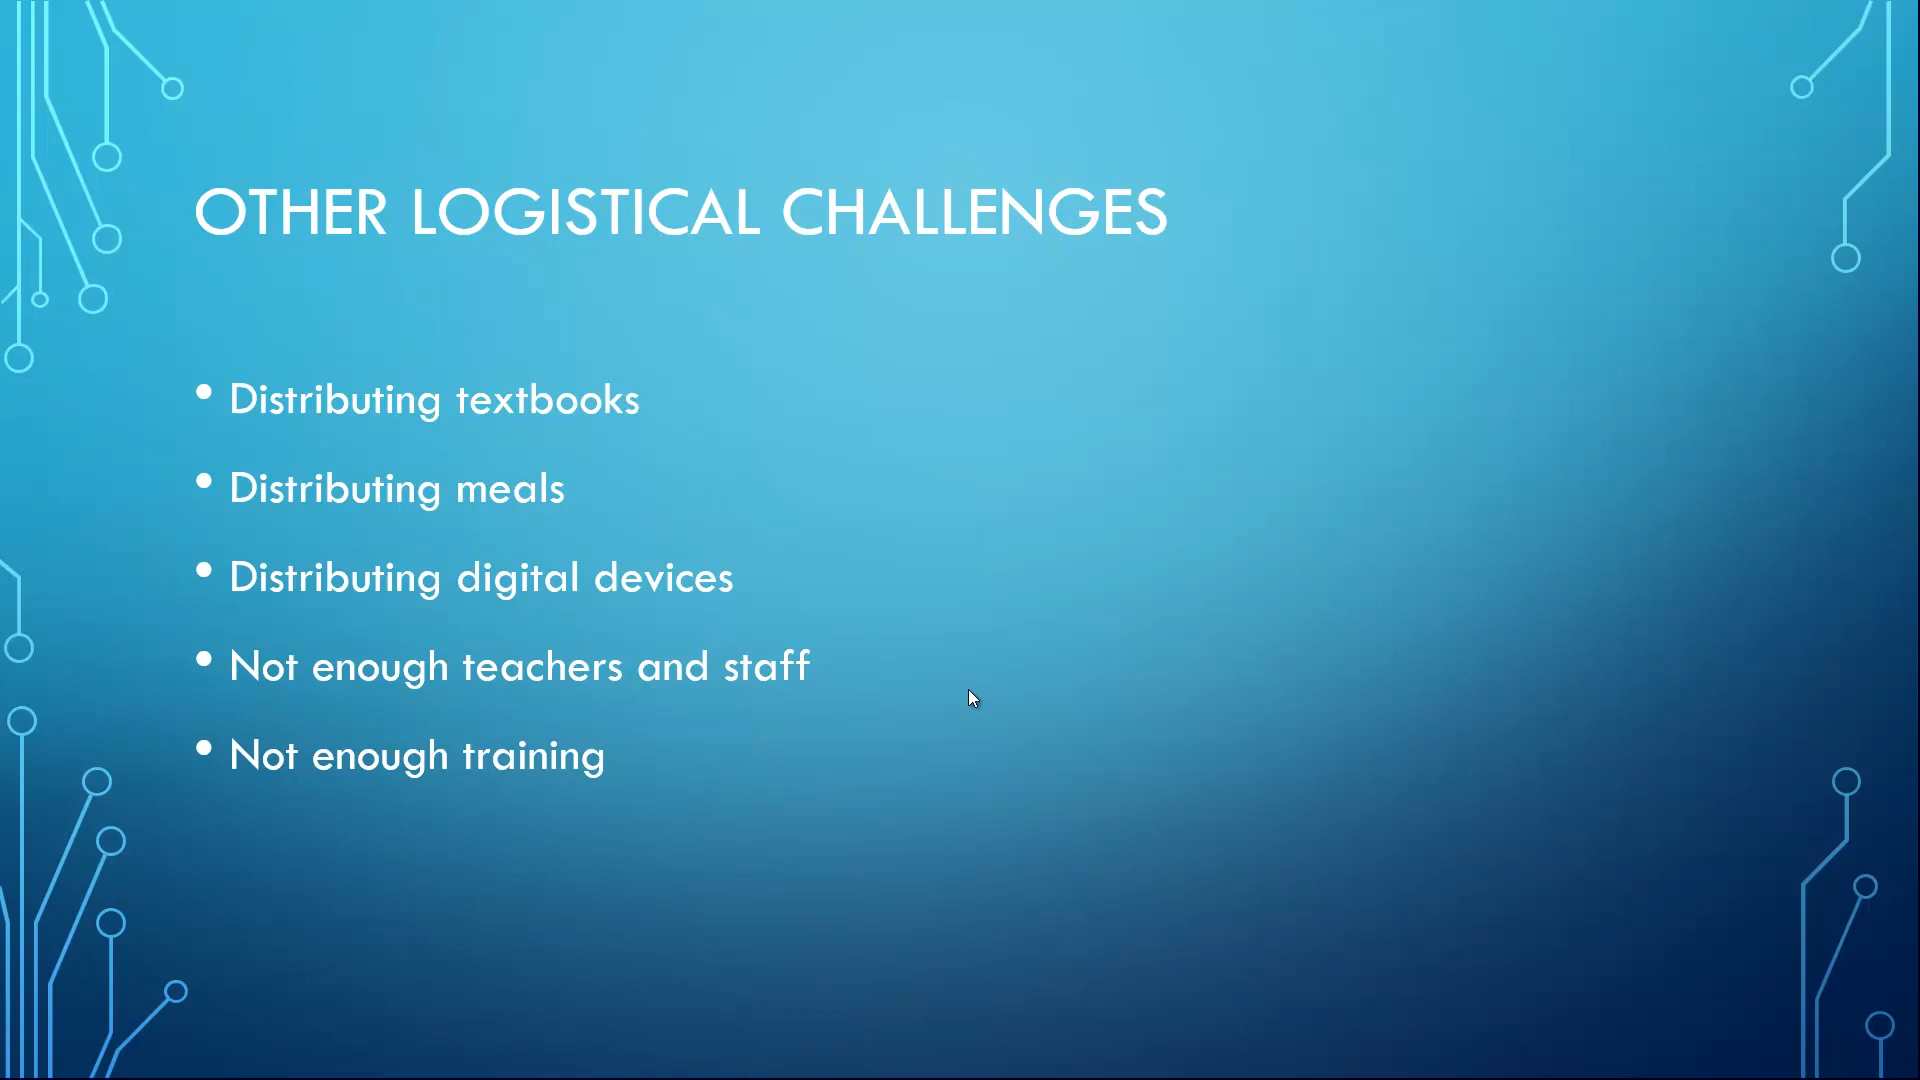 OTHER LOGISTICAL CHALLENGES
• Distributing textbooks
• Distributing meals
• Distributing digital devices
• Not enough teachers and staff
• Not enough training